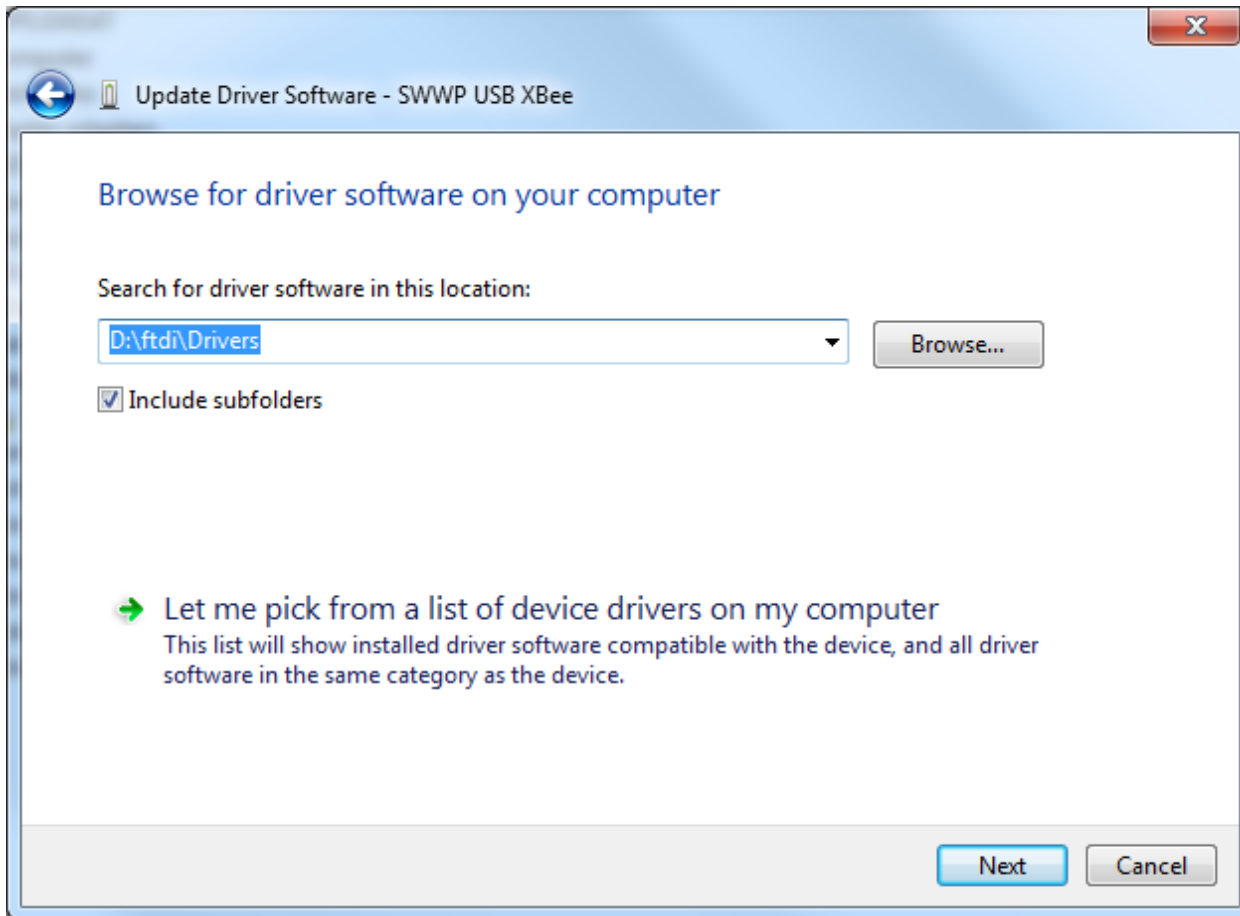 Update Driver Software - SWWP USB XBee
Browse for driver software on your computer
Search for driver software in this location:
D:\ftdi\Drivers
Browse...
Include subfolders
Let me pick from a list of device drivers on my computer
This list will show installed driver software compatible with the device, and all driver
software in the same category as the device.
Next
Cancel